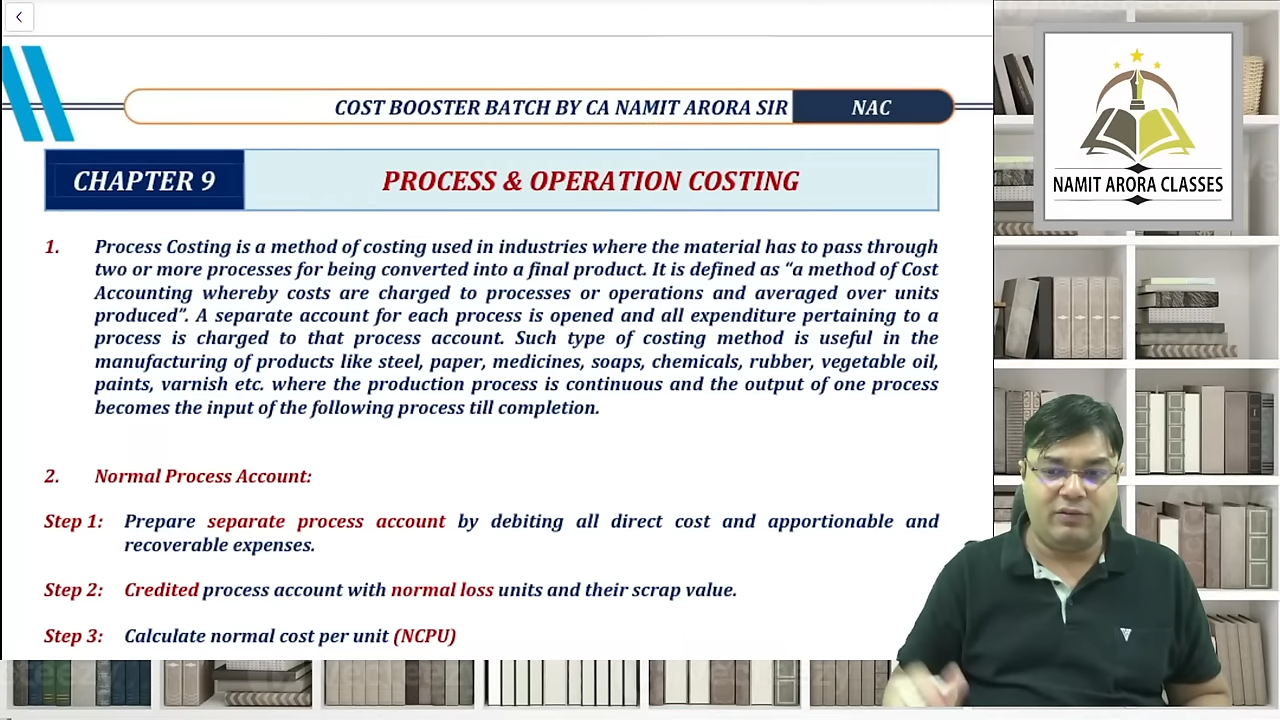 COST BOOSTER BATCH BY CA NAMIT ARORA SIR NAC
CHAPTER 9 PROCESS & OPERATION COSTING
1. Process Costing is a method of costing used in industries where the material has to pass through
two or more processes for being converted into a final product. It is defined as “a method of Cost
Accounting whereby costs are charged to processes or operations and averaged over units
produced”. A separate account for each process is opened and all expenditure pertaining to a
process is charged to that process account. Such type of costing method is useful in the
manufacturing of products like steel, paper, medicines, soaps, chemicals, rubber, vegetable oil,
paints, varnish etc. where the production process is continuous and the output of one process
becomes the input of the following process till completion.
2. Normal Process Account:
Step 1: Prepare separate process account by debiting all direct cost and apportionable and
recoverable expenses.
Step 2: Credited process account with normal loss units and their scrap value.
Step 3: Calculate normal cost per unit (NCPU)
NAMIT ARORA CLASSES